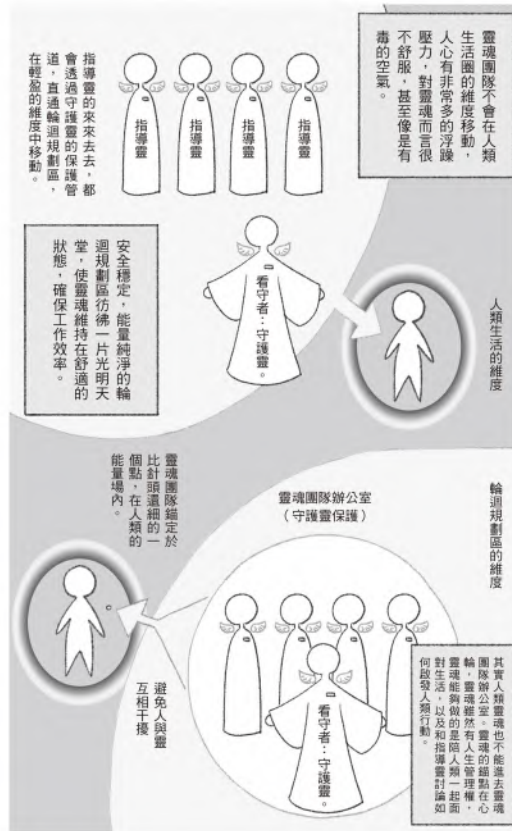 靈魂團隊不會在人類
生活圈的維度移動,
人心有非常多的浮躁
壓力,對靈魂而言很
不舒服,甚至像是有
毒的空氣。
指導靈
指導靈
指導靈
指導靈
指導靈的來來去去,都
會透過守護靈的保護管
道,直通輪迴規劃區,
在輕盈的維度中移動。
看守者:守護靈。
人類生活的維度
安全穩定,能量純淨的輪
迴規劃區彷彿一片光明天
堂,使靈魂維持在舒適的
狀態,確保工作效率。
輪迴規劃區的維度
靈魂團隊辦公室
(守護靈保護)
靈魂團隊錨定於
比針頭還細的一
個點,在人類的
能量場內。
看守者:守護靈。
避免人與靈
互相干擾
其實人類靈魂也不能進去靈魂
團隊辦公室。靈魂的錨點在心
輪,靈魂雖然有人生管理權,
靈魂能夠做的是陪人類一起面
對生活,以及和指導靈討論如
何啟發人類行動。